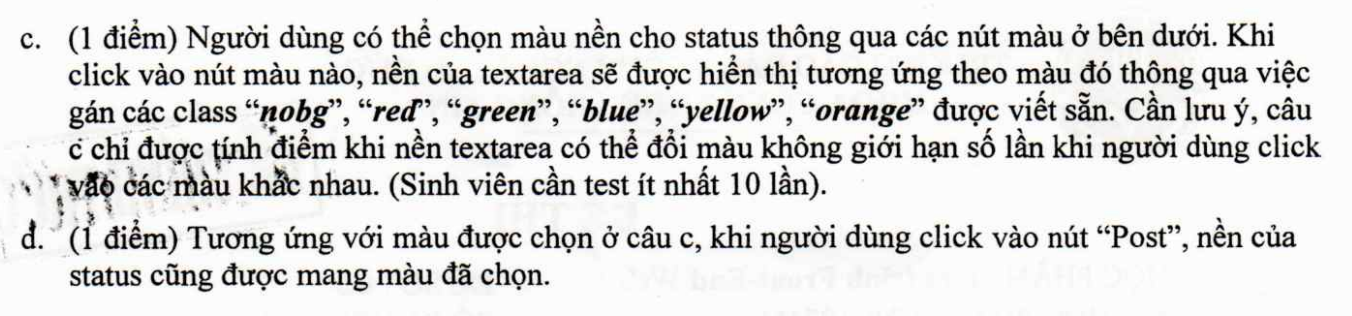 c. (1 điểm) Người dùng có thể chọn màu nền cho status thông qua các nút màu ở bên dưới. Khi
click vào nút màu nào, nền của textarea sẽ được hiển thị tương ứng theo màu đó thông qua việc
gán các class “nobg”, “red”, “green”, “blue”, “yellow”, “orange” được viết sẵn. Cần lưu ý, câu
c chỉ được tính điểm khi nền textarea có thể đổi màu không giới hạn số lần khi người dùng click
vào các màu khác nhau. (Sinh viên cần test ít nhất 10 lần).
d. (1 điểm) Tương ứng với màu được chọn ở câu c, khi người dùng click vào nút “Post”, nền của
status cũng được mang màu đã chọn.